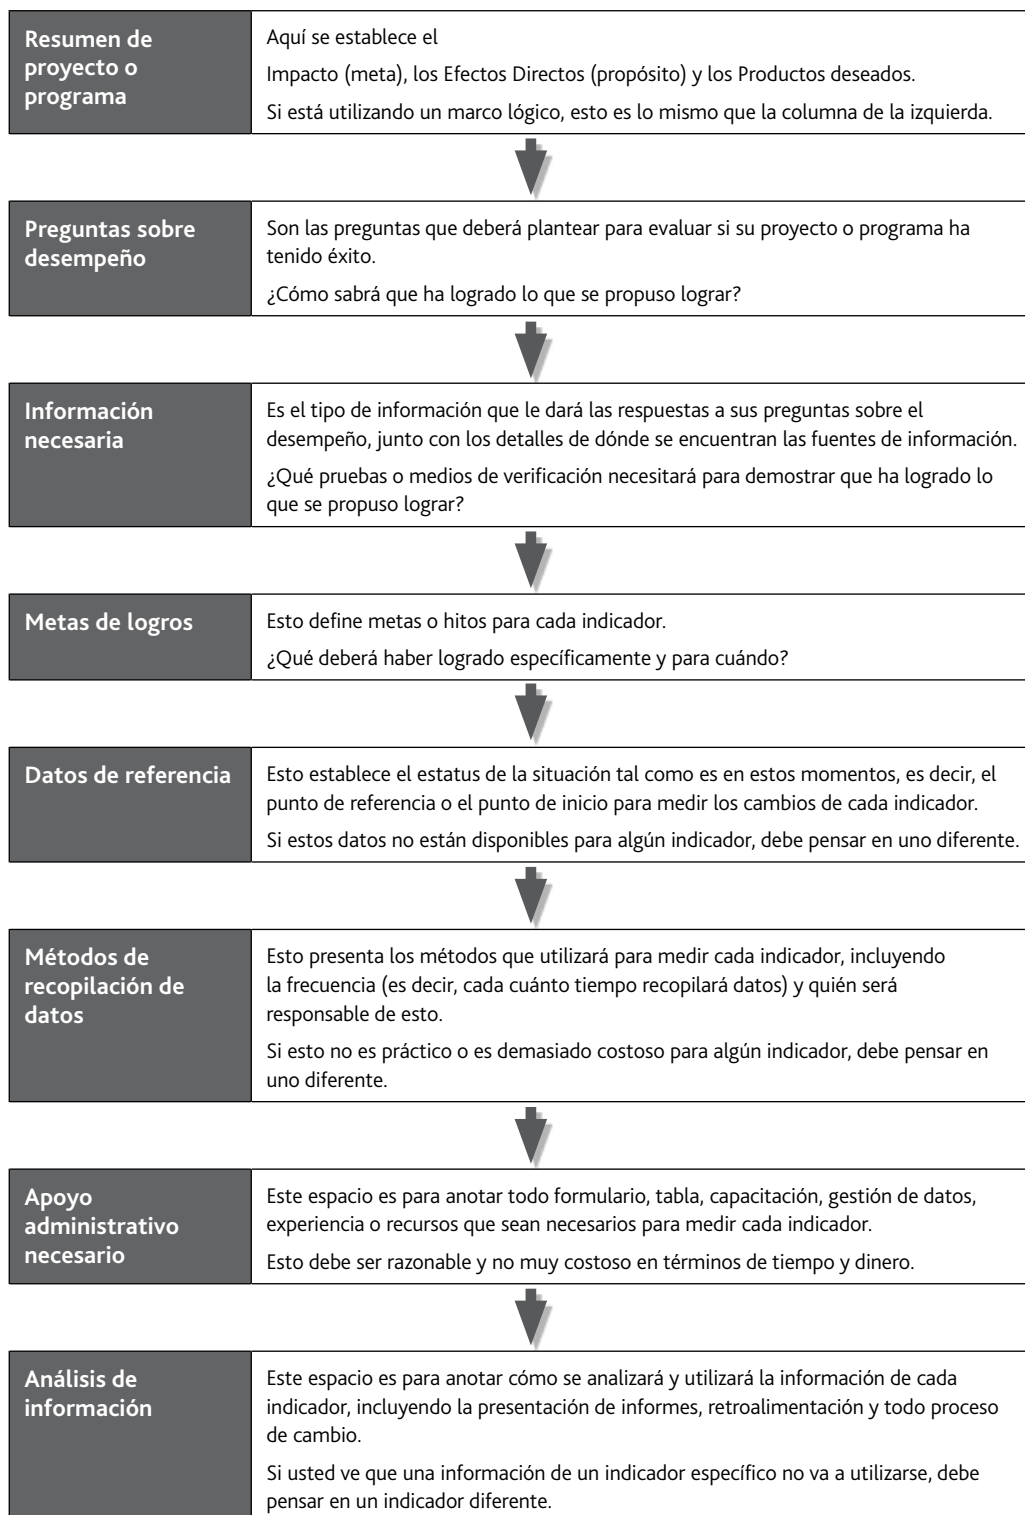 Resumen de
proyecto o
programa
Aquí se establece el
Impacto (meta), los Efectos Directos (propósito) y los Productos deseados.
Si está utilizando un marco lógico, esto es lo mismo que la columna de la izquierda.
Preguntas sobre
desempeño
Son las preguntas que deberá plantear para evaluar si su proyecto o programa ha
tenido éxito.
¿Cómo sabrá que ha logrado lo que se propuso lograr?
Información
necesaria
Es el tipo de información que le dará las respuestas a sus preguntas sobre el
desempeño, junto con los detalles de dónde se encuentran las fuentes de información.
¿Qué pruebas o medios de verificación necesitará para demostrar que ha logrado lo
que se propuso lograr?
Metas de logros
Esto define metas o hitos para cada indicador.
¿Qué deberá haber logrado específicamente y para cuándo?
Datos de referencia
Esto establece el estatus de la situación tal como es en estos momentos, es decir, el
punto de referencia o el punto de inicio para medir los cambios de cada indicador.
Si estos datos no están disponibles para algún indicador, debe pensar en uno diferente.
Métodos de
recopilación de
datos
Esto presenta los métodos que utilizará para medir cada indicador, incluyendo
la frecuencia (es decir, cada cuánto tiempo recopilará datos) y quién será
responsable de esto.
Si esto no es práctico o es demasiado costoso para algún indicador, debe pensar en
uno diferente.
Apoyo
administrativo
necesario
Este espacio es para anotar todo formulario, tabla, capacitación, gestión de datos,
experiencia o recursos que sean necesarios para medir cada indicador.
Esto debe ser razonable y no muy costoso en términos de tiempo y dinero.
Análisis de
información
Este espacio es para anotar cómo se analizará y utilizará la información de cada
indicador, incluyendo la presentación de informes, retroalimentación y todo proceso
de cambio.
Si usted ve que una información de un indicador específico no va a utilizarse, debe
pensar en un indicador diferente.